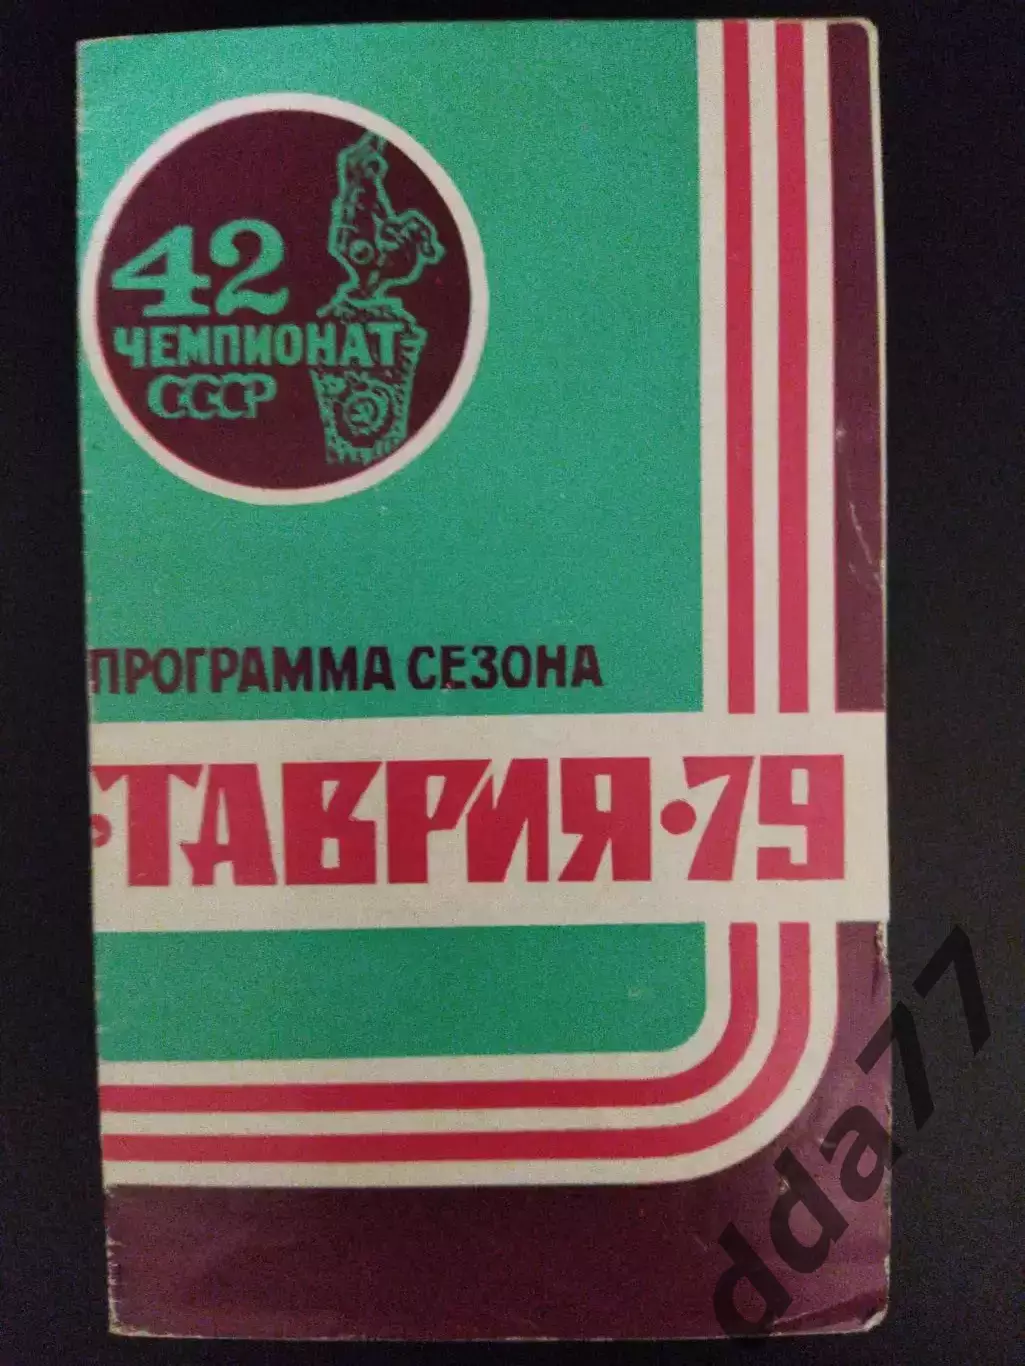 42
ЧЕМПИОНАТ
СССР
ПРОГРАММА СЕЗОНА
•ТАВРИЯ•79
dda77